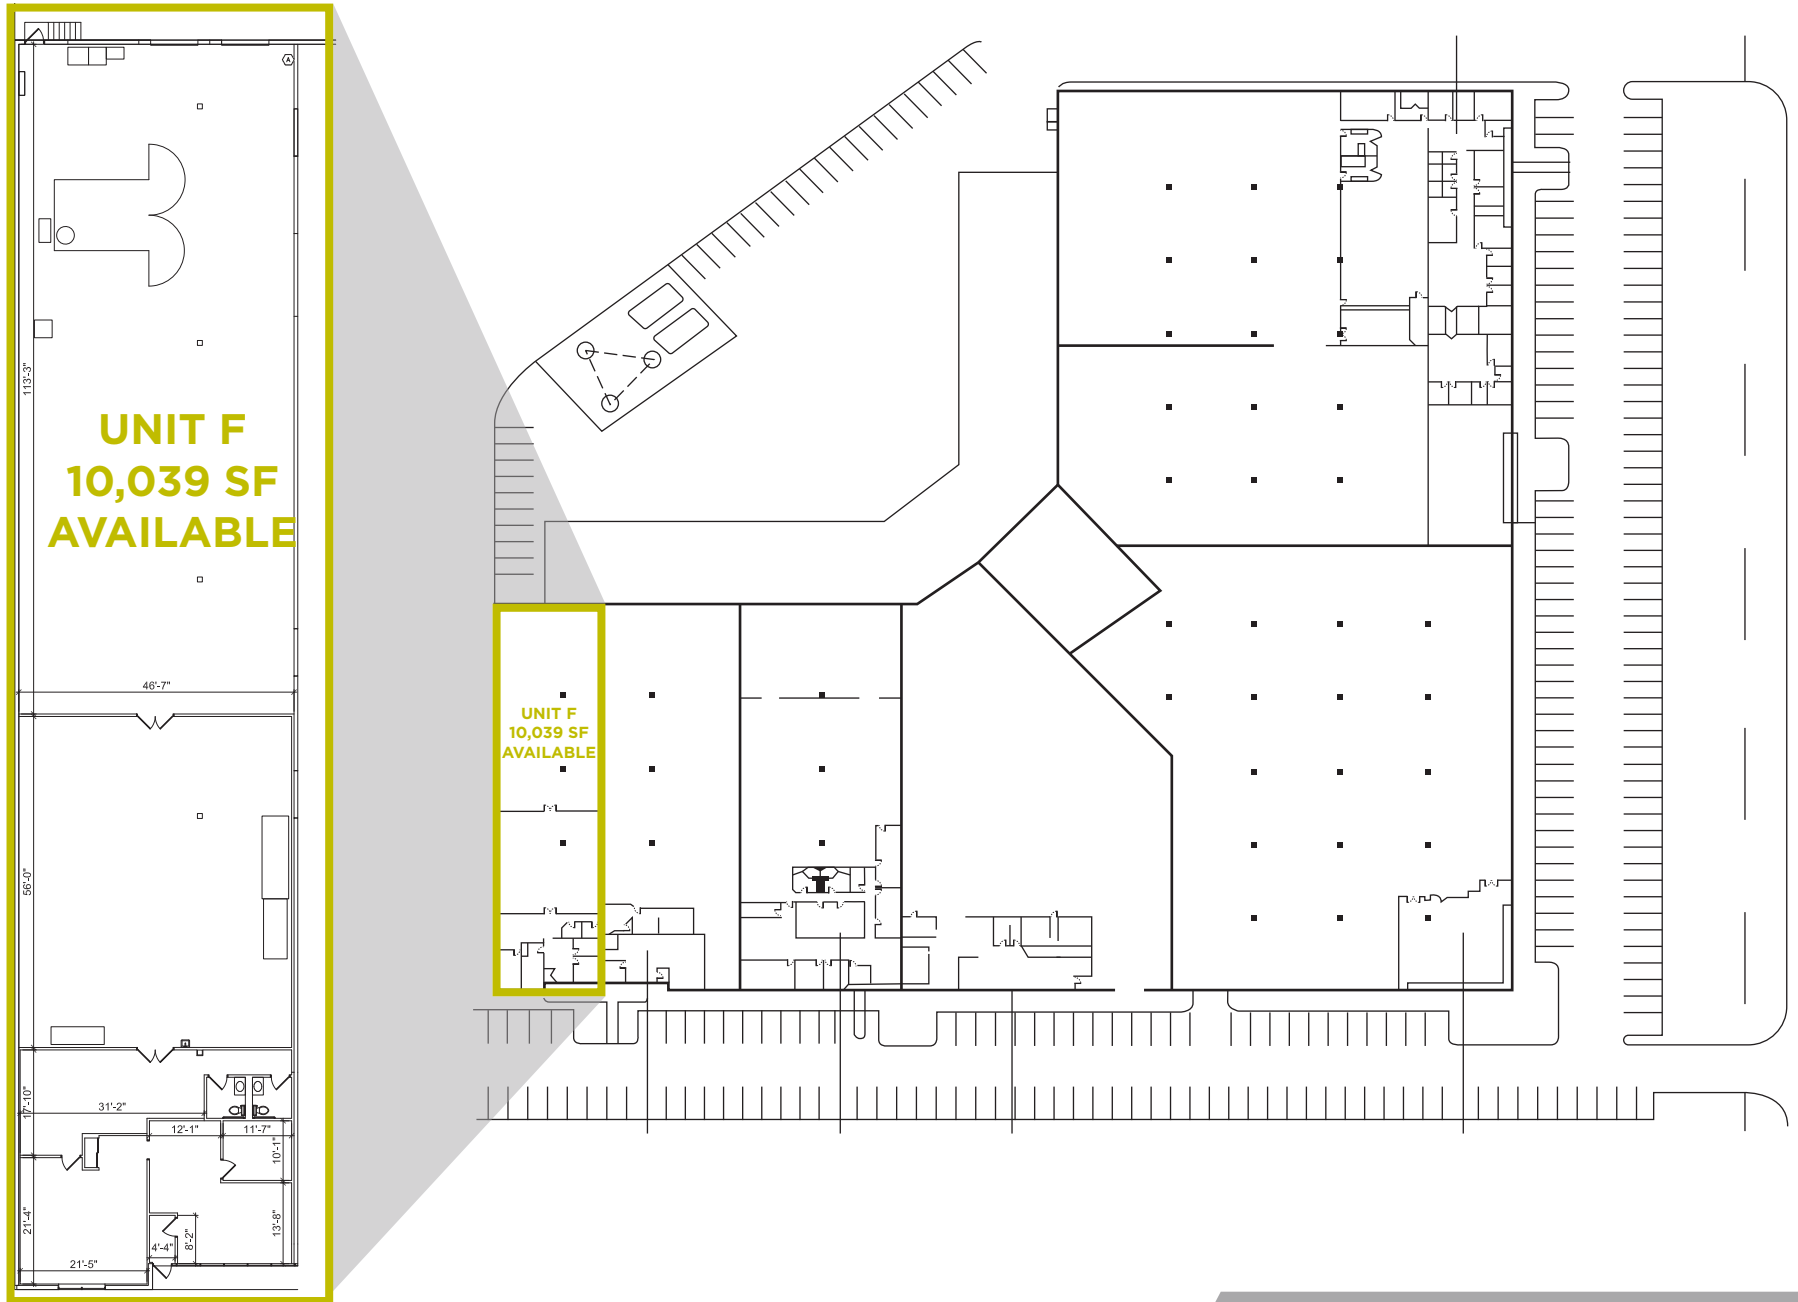 A
113'-3"
UNIT F
10,039 SF
AVAILABLE
46'-7"
56'-0"
17'-10"
31'-2"
12'-1"
11'-7"
10'-1"
21'-4"
13'-8"
8'-2"
4'-4"
21'-5"
UNIT F
10,039 SF
AVAILABLE